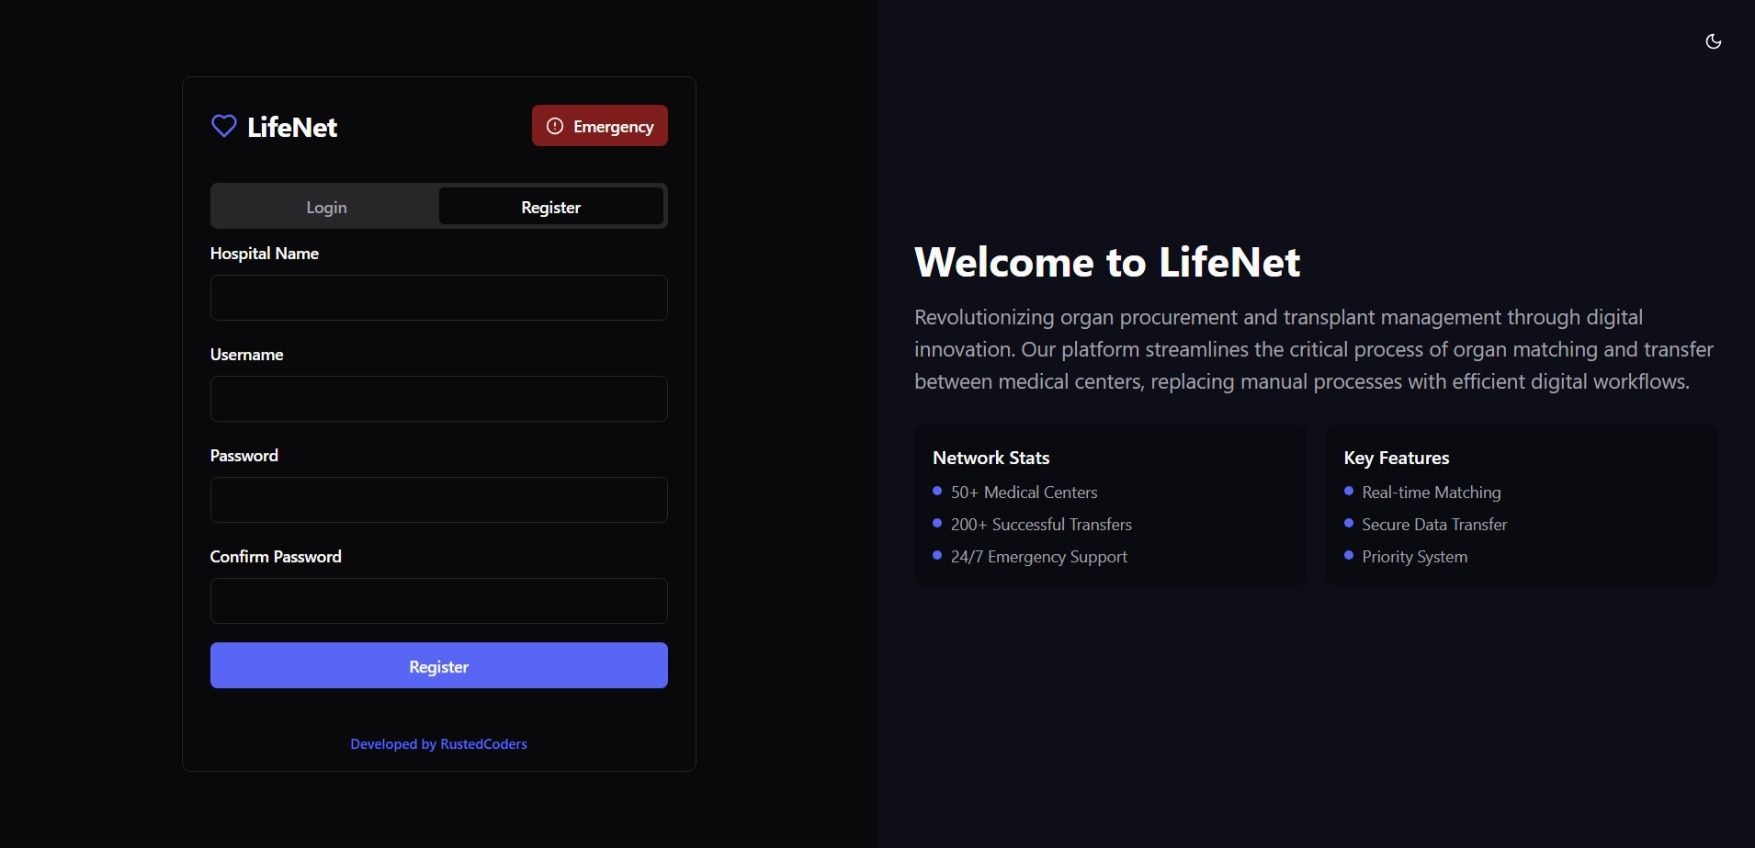 LifeNet
Emergency
Login
Register
Hospital Name
Username
Password
Confirm Password
Register
Developed by RustedCoders
Welcome to LifeNet
Revolutionizing organ procurement and transplant management through digital
innovation. Our platform streamlines the critical process of organ matching and transfer
between medical centers, replacing manual processes with efficient digital workflows.
Network Stats
50+ Medical Centers
200+ Successful Transfers
24/7 Emergency Support
Key Features
Real-time Matching
Secure Data Transfer
Priority System